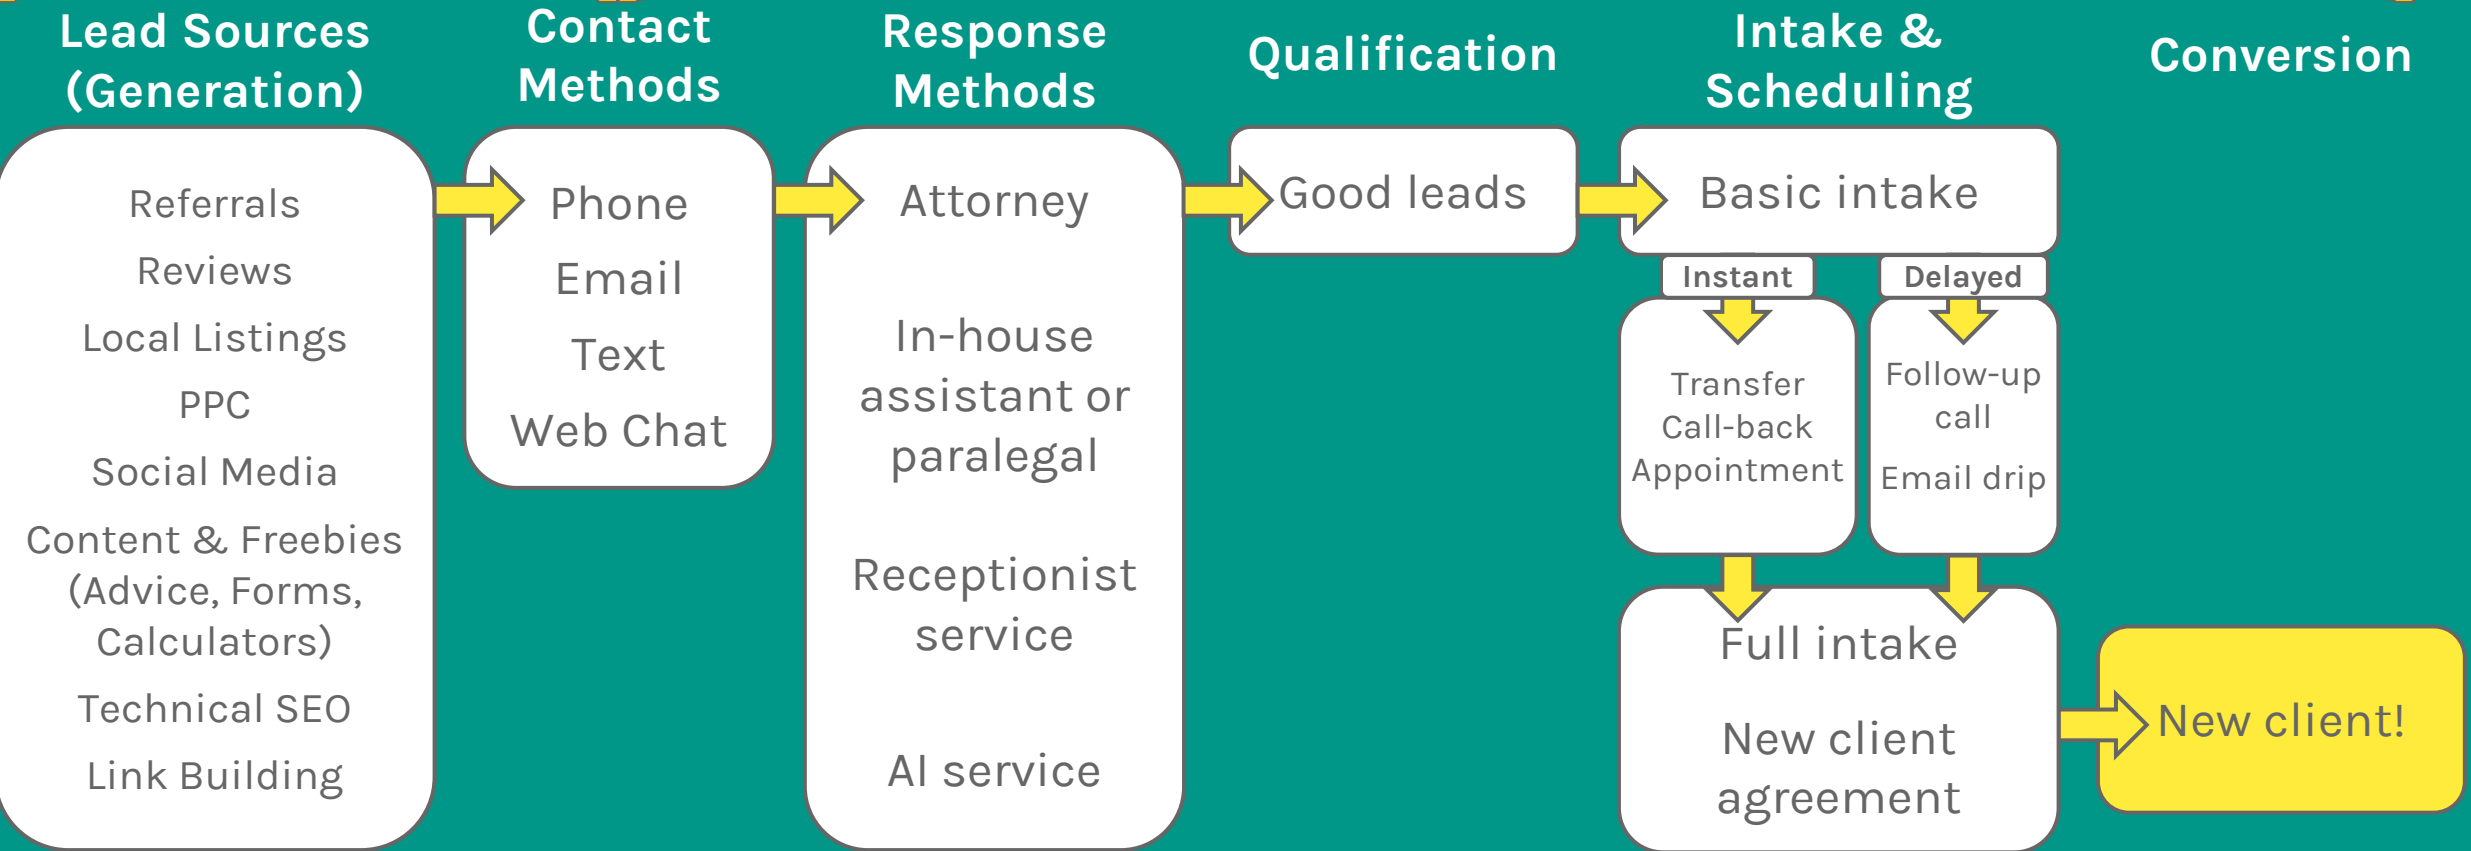 Lead Sources
(Generation)
Referrals
Reviews
Local Listings
PPC
Social Media
Content & Freebies
(Advice, Forms,
Calculators)
Technical SEO
Link Building
Contact
Methods
Phone
Email
Text
Web Chat
Response
Methods
Attorney
In-house
assistant or
paralegal
Receptionist
service
AI service
Qualification
Good leads
Intake &
Scheduling
Basic intake
Instant
Transfer
Call-back
Appointment
Delayed
Follow-up
call
Email drip
Full intake
New client
agreement
Conversion
New client!